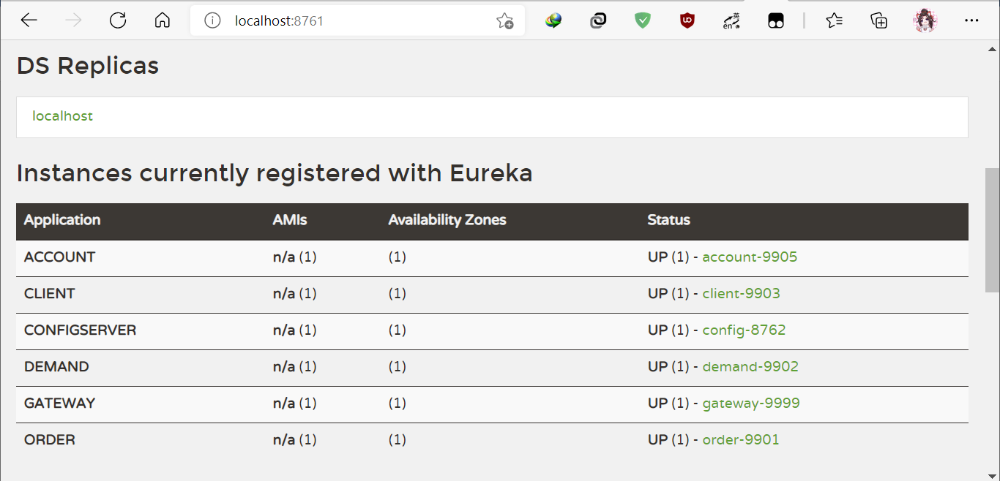 localhost:8761
en 英
DS Replicas
localhost
Instances currently registered with Eureka
Application AMIs Availability Zones Status
ACCOUNT n/a (1) (1) UP (1) - account-9905
CLIENT n/a (1) (1) UP (1) - client-9903
CONFIGSERVER n/a (1) (1) UP (1) - config-8762
DEMAND n/a (1) (1) UP (1) - demand-9902
GATEWAY n/a (1) (1) UP (1) - gateway-9999
ORDER n/a (1) (1) UP (1) - order-9901